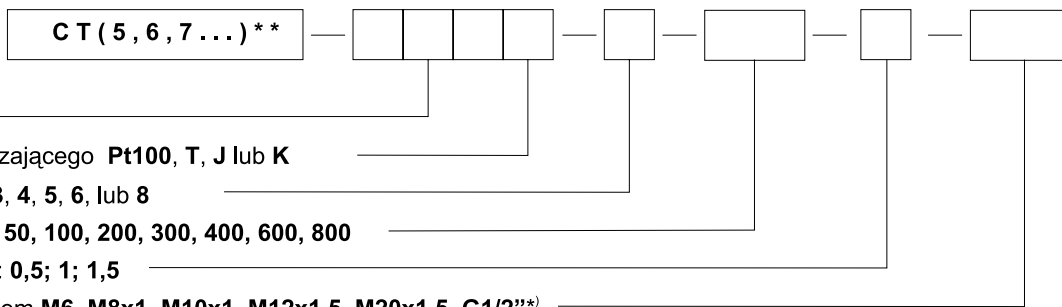 CT(5,6,7...)** — — — — —
zającego Pt100, T, J lub K
, 4, 5, 6, lub 8
50, 100, 200, 300, 400, 600, 800
: 0,5; 1; 1,5
em M6, M8x1, M10x1, M12x1,5, M20x1,5, G1/2”*)